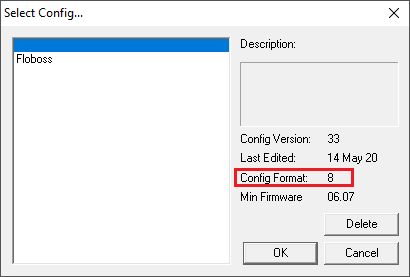 Select Config...
Floboss
Description:
Config Version: 33
Last Edited: 14 May 20
Config Format: 8
Min Firmware 06.07
Delete
OK Cancel